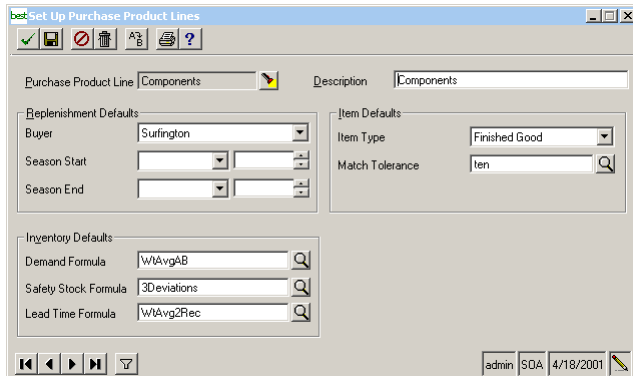 best Set Up Purchase Product Lines
Purchase Product Line Components Description Components
Replenishment Defaults
Buyer Surfington
Season Start
Season End
Item Defaults
Item Type Finished Good
Match Tolerance ten
Inventory Defaults
Demand Formula WtAvgAB
Safety Stock Formula 3Deviations
Lead Time Formula WtAvg2Rec
admin SOA 4/18/2001